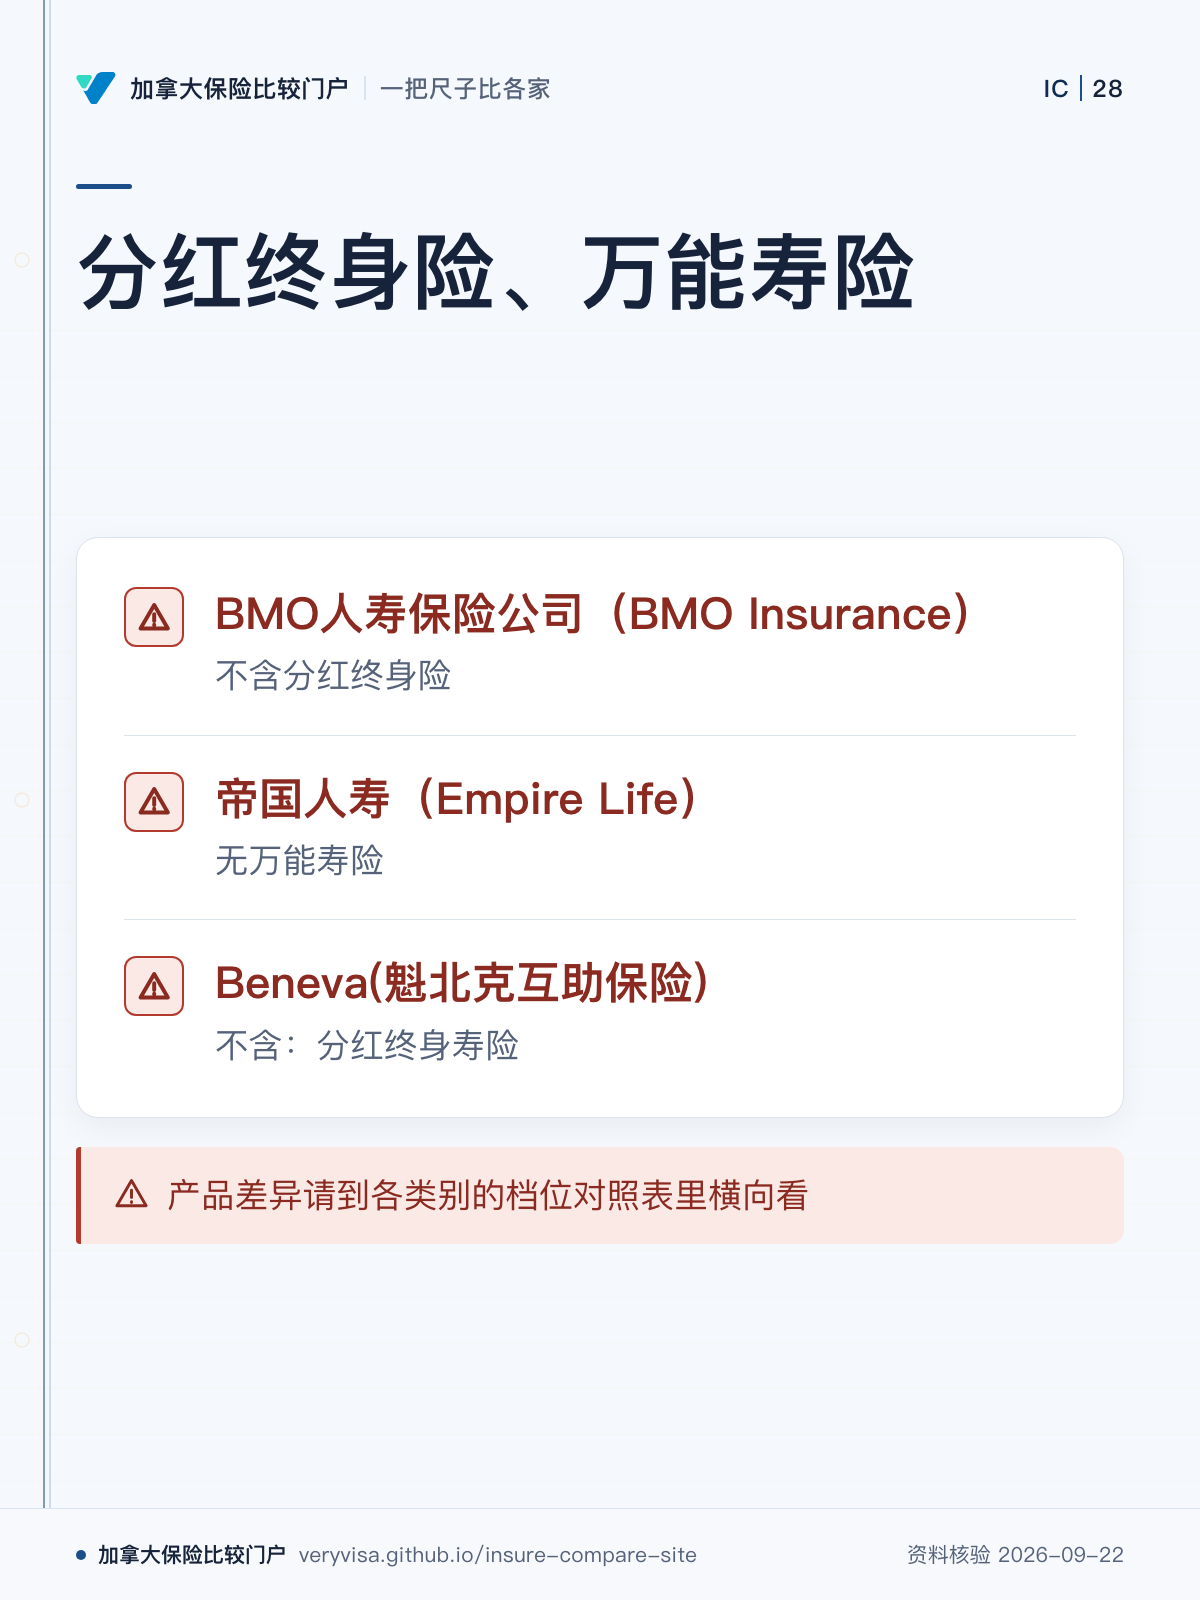 加拿大保险比较门户 一把尺子比各家
IC 28
分红终身险、万能寿险
BMO人寿保险公司（BMO Insurance）
不含分红终身险
帝国人寿（Empire Life）
无万能寿险
Beneva(魁北克互助保险)
不含：分红终身寿险
产品差异请到各类别的档位对照表里横向看
加拿大保险比较门户 veryvisa.github.io/insure-compare-site
资料核验 2026-09-22